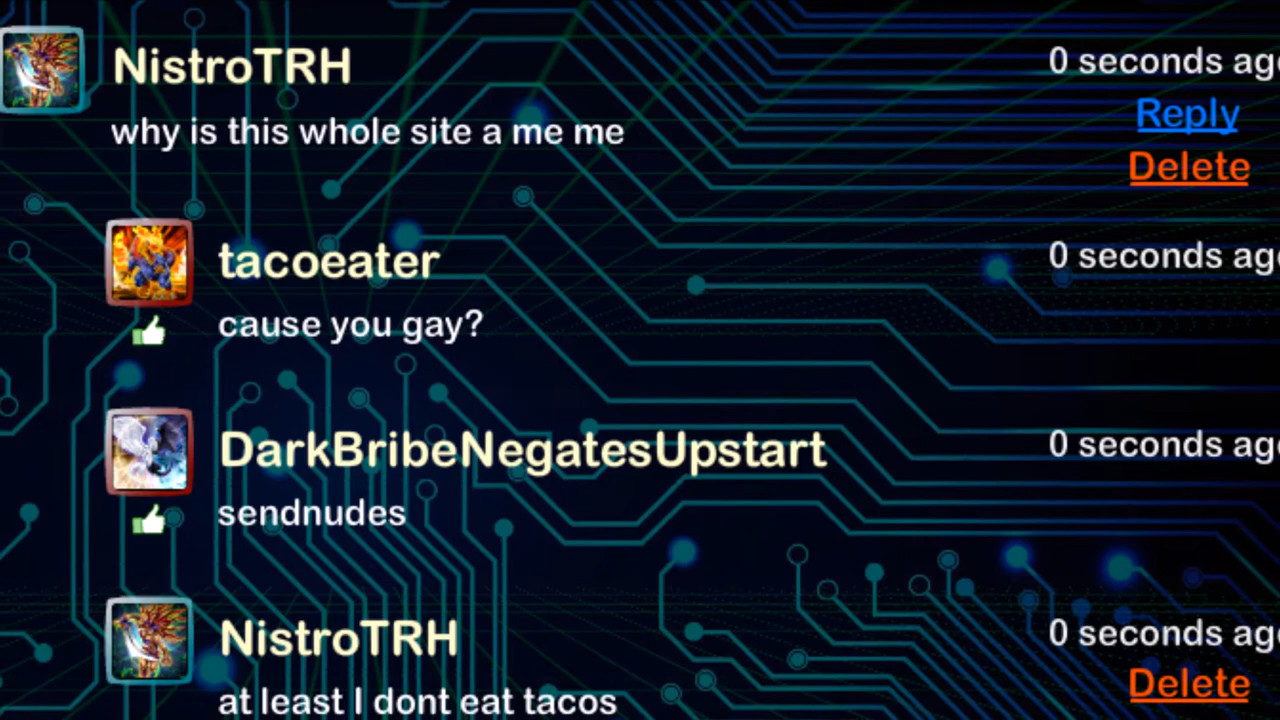 NistroTRH
0 seconds ago
why is this whole site a me me
Reply
Delete
tacoeater
0 seconds ago
cause you gay?
DarkBribeNegatesUpstart
0 seconds ago
sendnudes
NistroTRH
0 seconds ago
at least I dont eat tacos
Delete